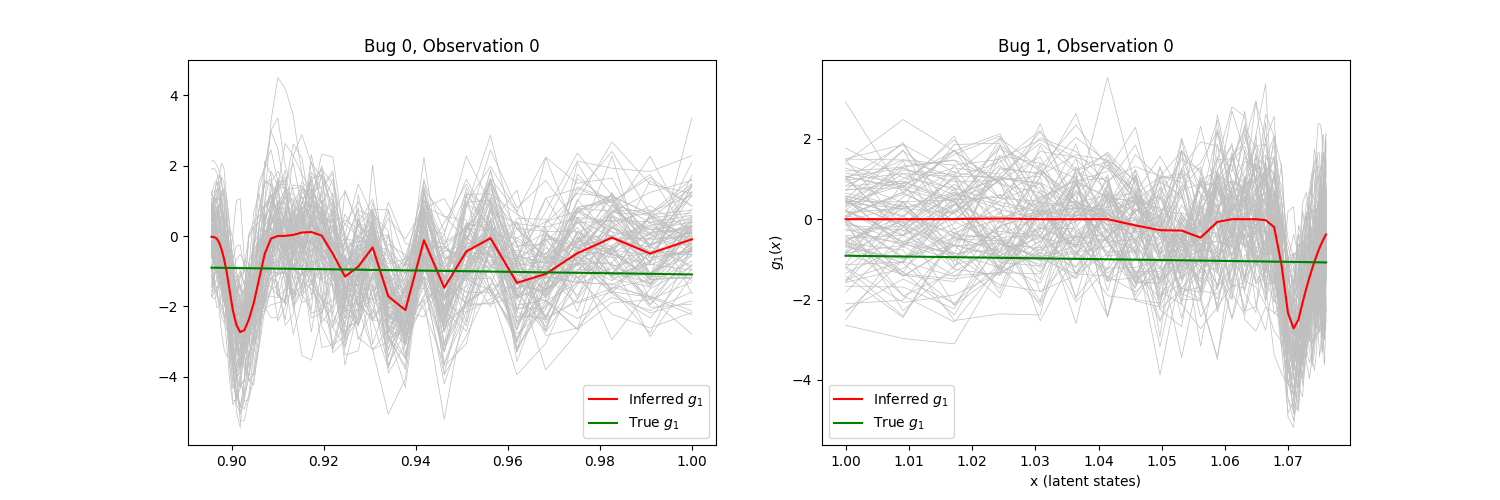 Bug 0, Observation 0
4
2
0
−2
−4
0.90 0.92 0.94 0.96 0.98 1.00
Inferred g₁
True g₁
Bug 1, Observation 0
g₁(x)
2
0
−2
−4
1.00 1.01 1.02 1.03 1.04 1.05 1.06 1.07
x (latent states)
Inferred g₁
True g₁